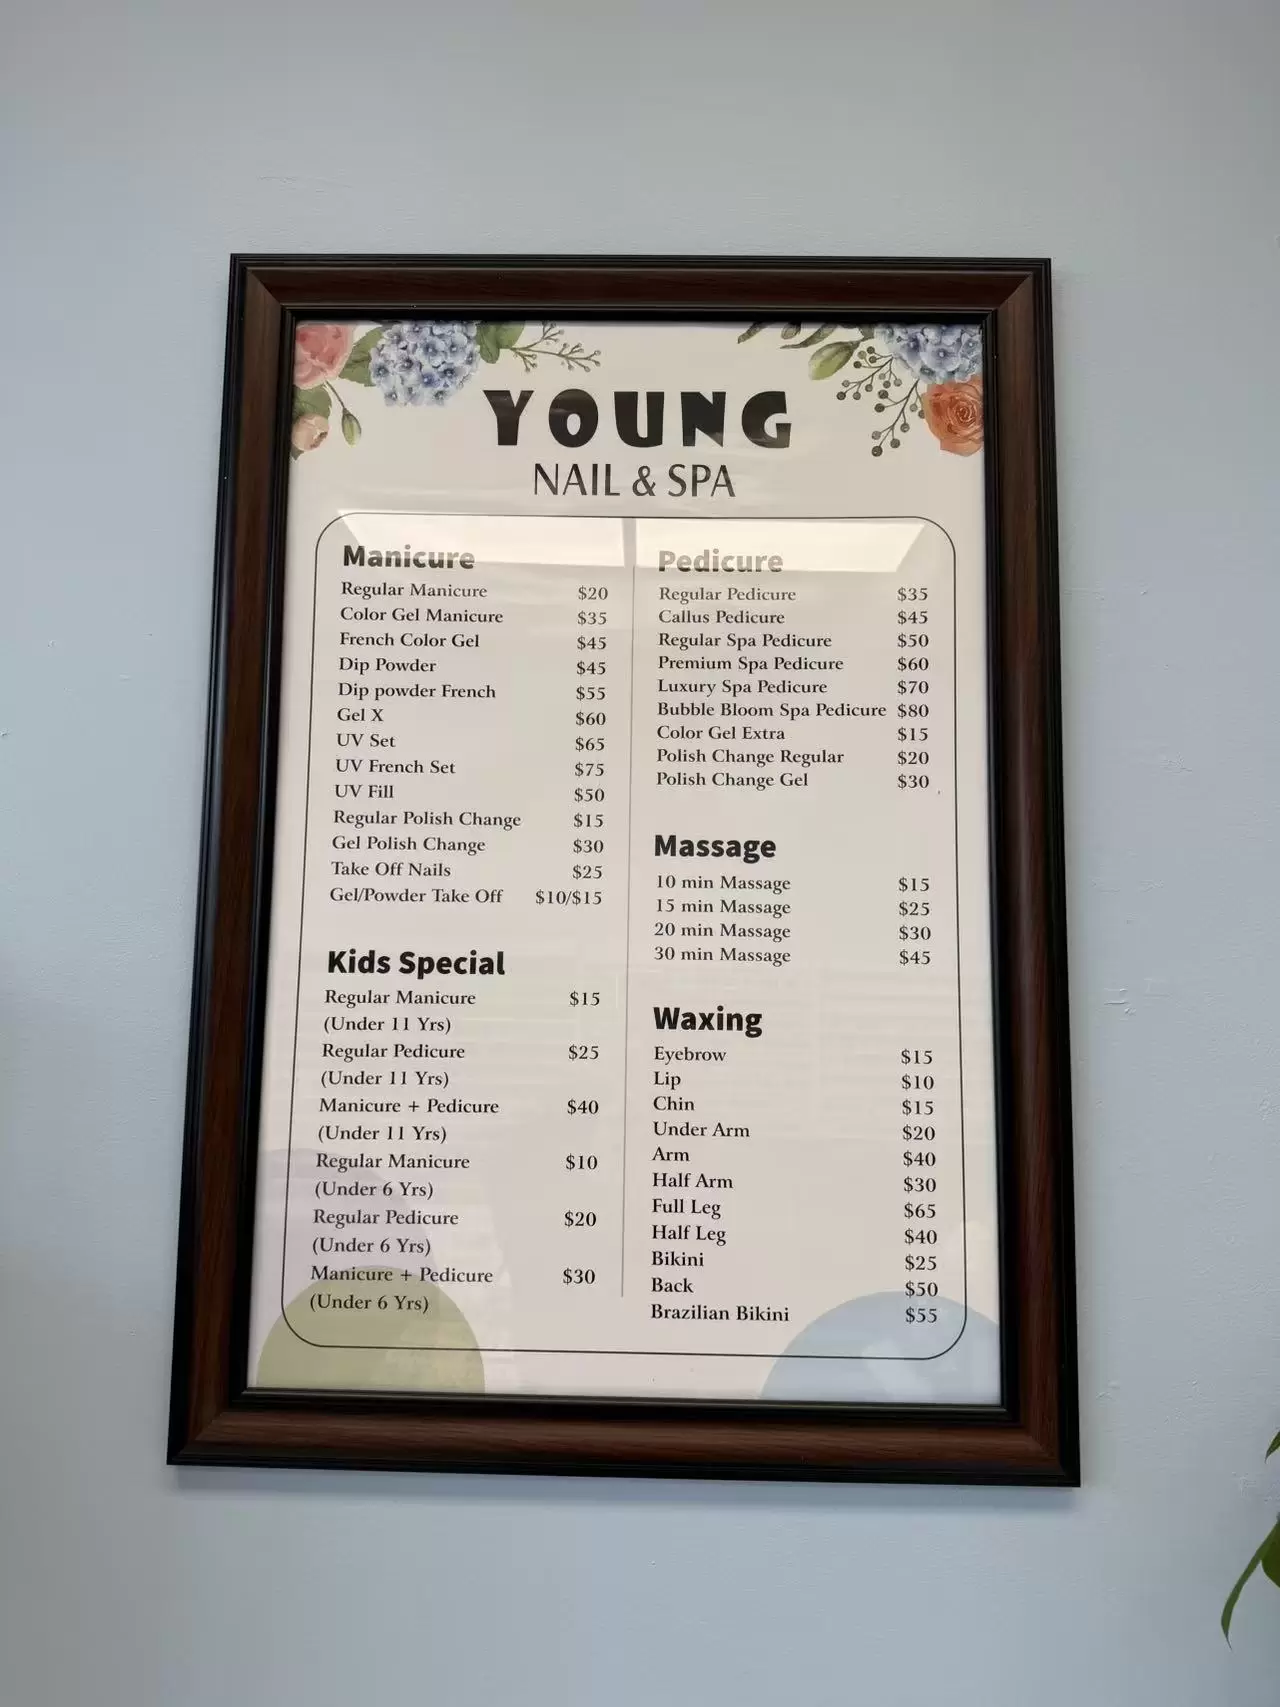 YOUNG
NAIL & SPA
Manicure
Regular Manicure $20
Color Gel Manicure $35
French Color Gel $45
Dip Powder $45
Dip powder French $55
Gel X $60
UV Set $65
UV French Set $75
UV Fill $50
Regular Polish Change $15
Gel Polish Change $30
Take Off Nails $25
Gel/Powder Take Off $10/$15
Kids Special
Regular Manicure $15
(Under 11 Yrs)
Regular Pedicure $25
(Under 11 Yrs)
Manicure + Pedicure $40
(Under 11 Yrs)
Regular Manicure $10
(Under 6 Yrs)
Regular Pedicure $20
(Under 6 Yrs)
Manicure + Pedicure $30
(Under 6 Yrs)
Pedicure
Regular Pedicure $35
Callus Pedicure $45
Regular Spa Pedicure $50
Premium Spa Pedicure $60
Luxury Spa Pedicure $70
Bubble Bloom Spa Pedicure $80
Color Gel Extra $15
Polish Change Regular $20
Polish Change Gel $30
Massage
10 min Massage $15
15 min Massage $25
20 min Massage $30
30 min Massage $45
Waxing
Eyebrow $15
Lip $10
Chin $15
Under Arm $20
Arm $40
Half Arm $30
Full Leg $65
Half Leg $40
Bikini $25
Back $50
Brazilian Bikini $55